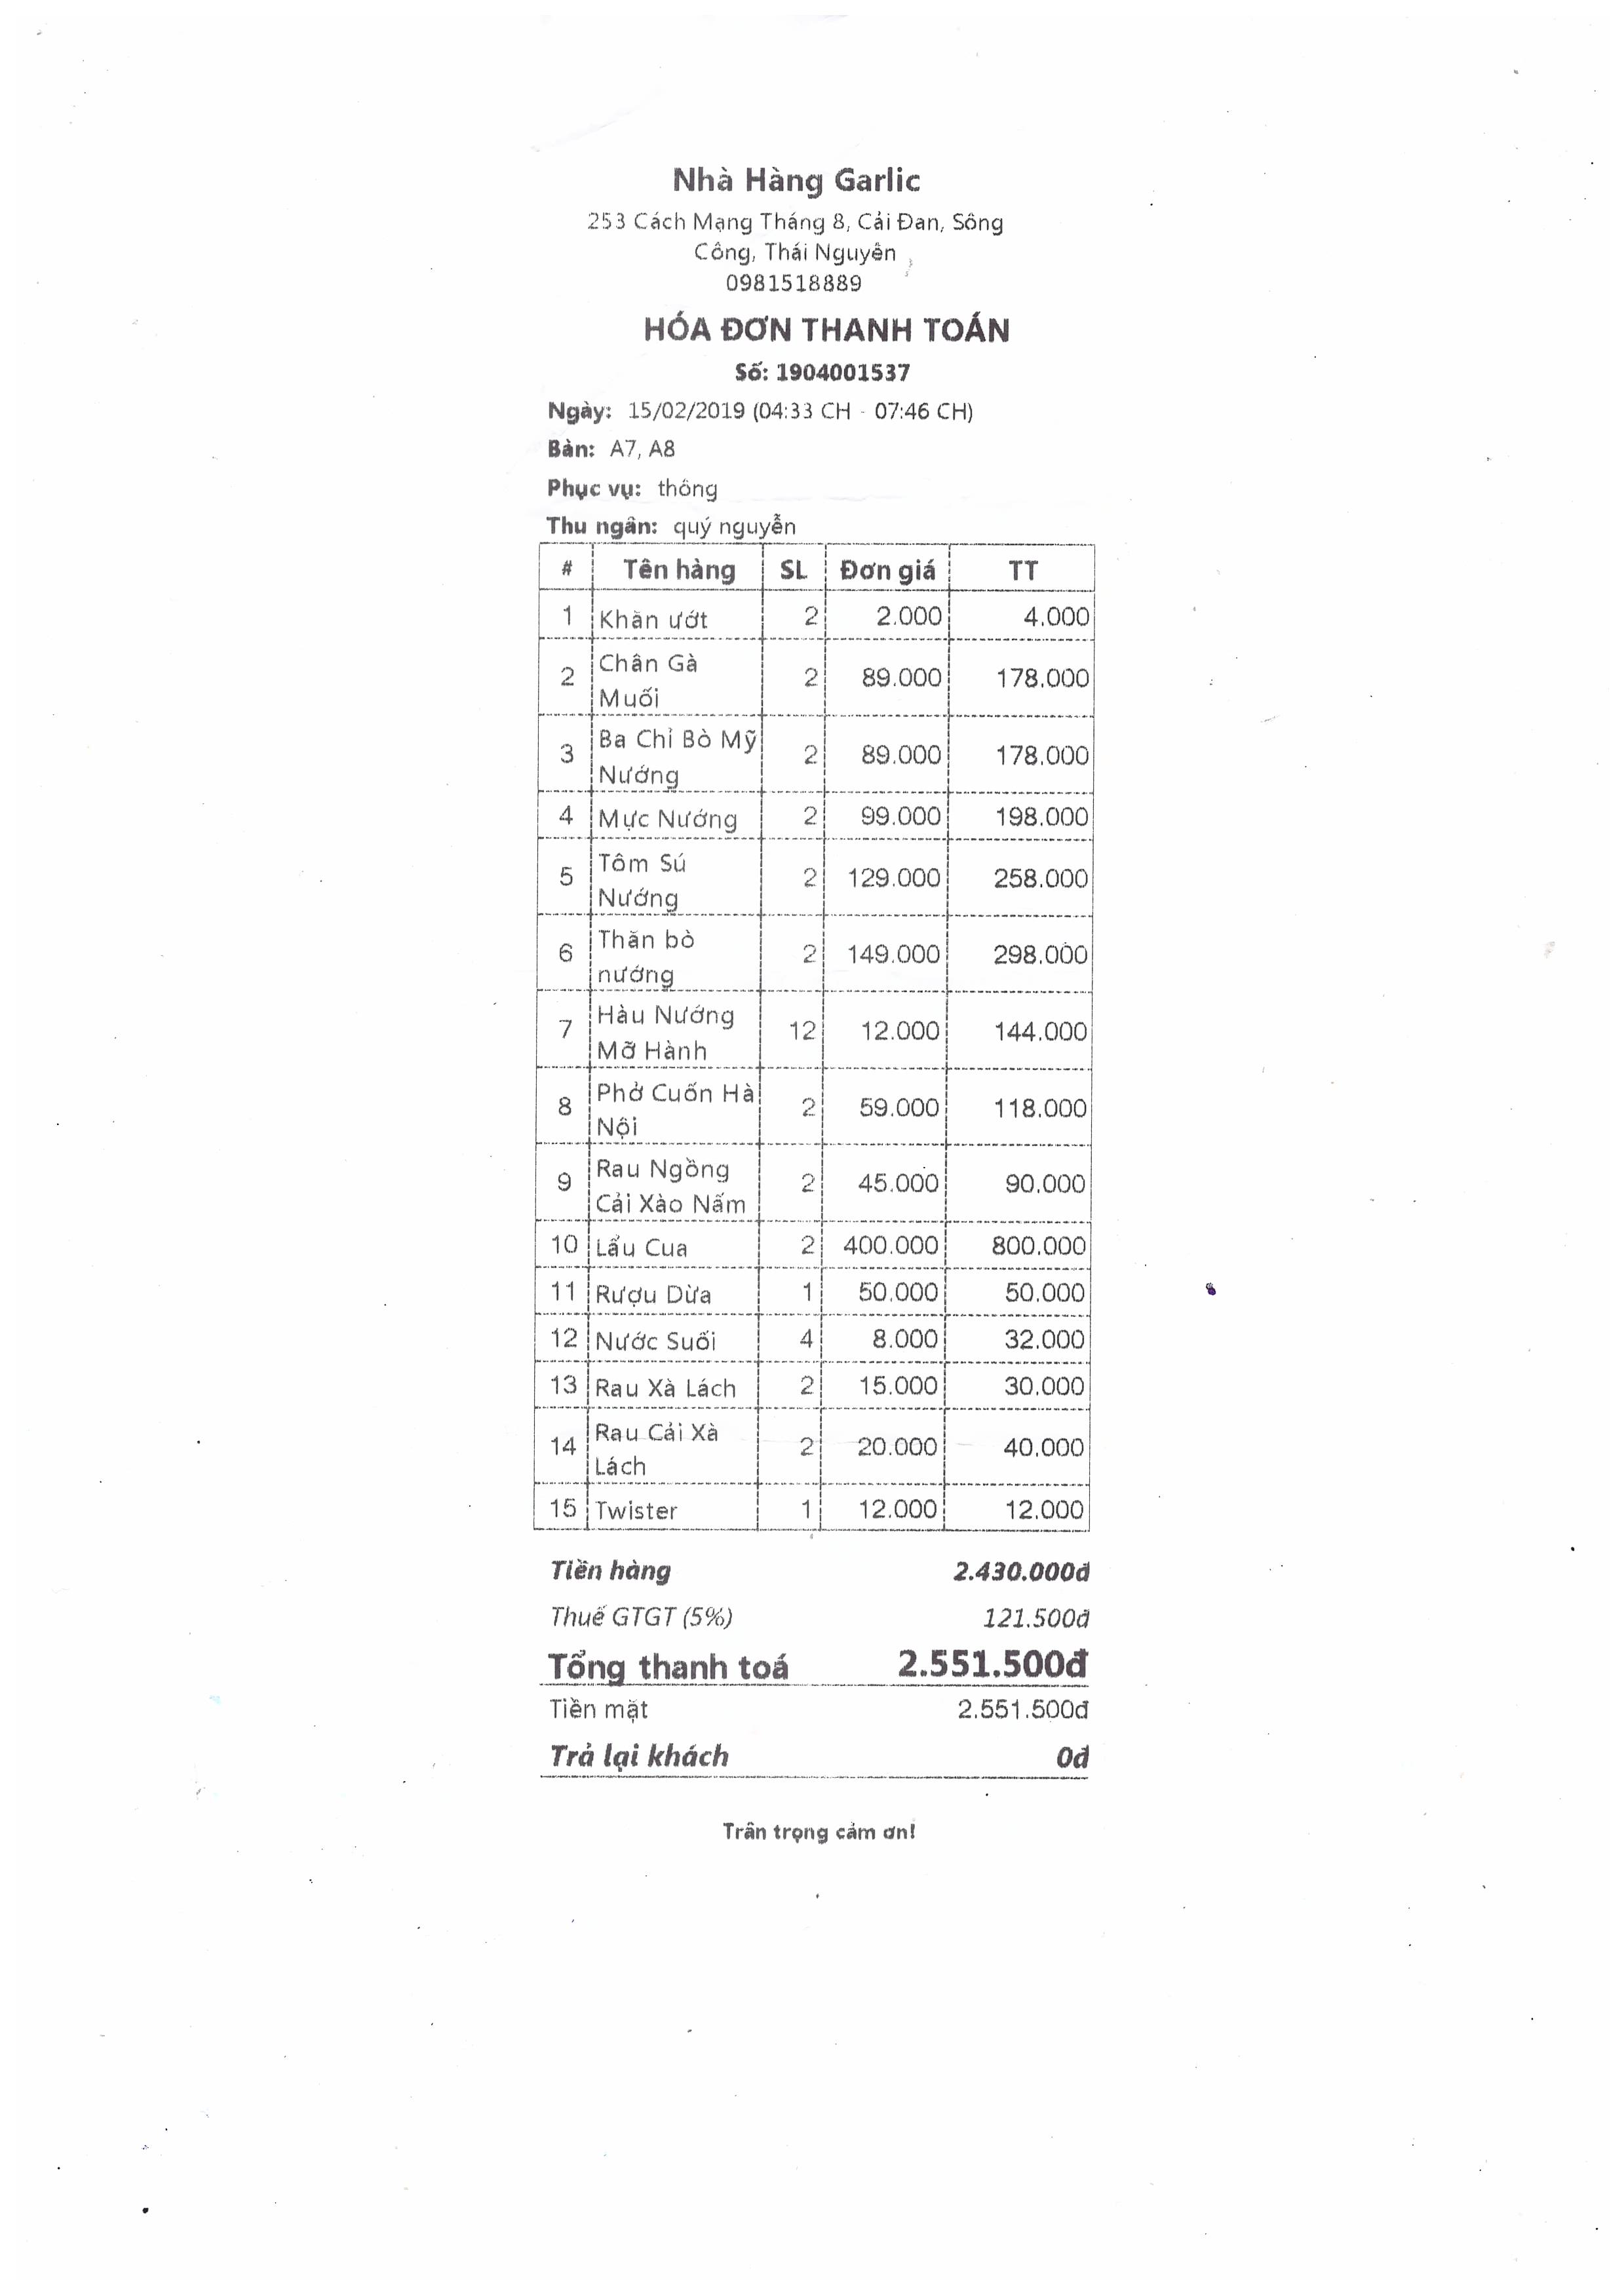 Nhà Hàng Garlic
253 Cách Mạng Tháng 8, Cải Đan, Sông
Công, Thái Nguyên
0981518889
HÓA ĐƠN THANH TOÁN
Số: 1904001537
Ngày: 15/02/2019 (04:33 CH - 07:46 CH)
Bàn: A7, A8
Phục vụ: thông
Thu ngân: quý nguyễn
# Tên hàng SL Đơn giá TT
1 Khăn ướt 2 2.000 4.000
Chân Gà
2 2 89.000 178.000
Muối
Ba Chỉ Bò Mỹ
3 2 89.000 178.000
Nướng
4 Mực Nướng 2 99.000 198.000
Tôm Sú
5 2 129.000 258.000
Nướng
Thăn bò
6 2 149.000 298.000
nướng
Hàu Nướng
7 12 12.000 144.000
Mỡ Hành
Phở Cuốn Hà
8 2 59.000 118.000
Nội
Rau Ngồng
9 2 45.000 90.000
Cải Xào Nấm
10 Lẩu Cua 2 400.000 800.000
11 Rượu Dừa 1 50.000 50.000
12 Nước Suối 4 8.000 32.000
13 Rau Xà Lách 2 15.000 30.000
Rau Cải Xà
14 2 20.000 40.000
Lách
15 Twister 1 12.000 12.000
Tiền hàng 2.430.000đ
Thuế GTGT (5%) 121.500đ
Tổng thanh toá 2.551.500đ
Tiền mặt 2.551.500đ
Trả lại khách 0đ
Trân trọng cảm ơn!